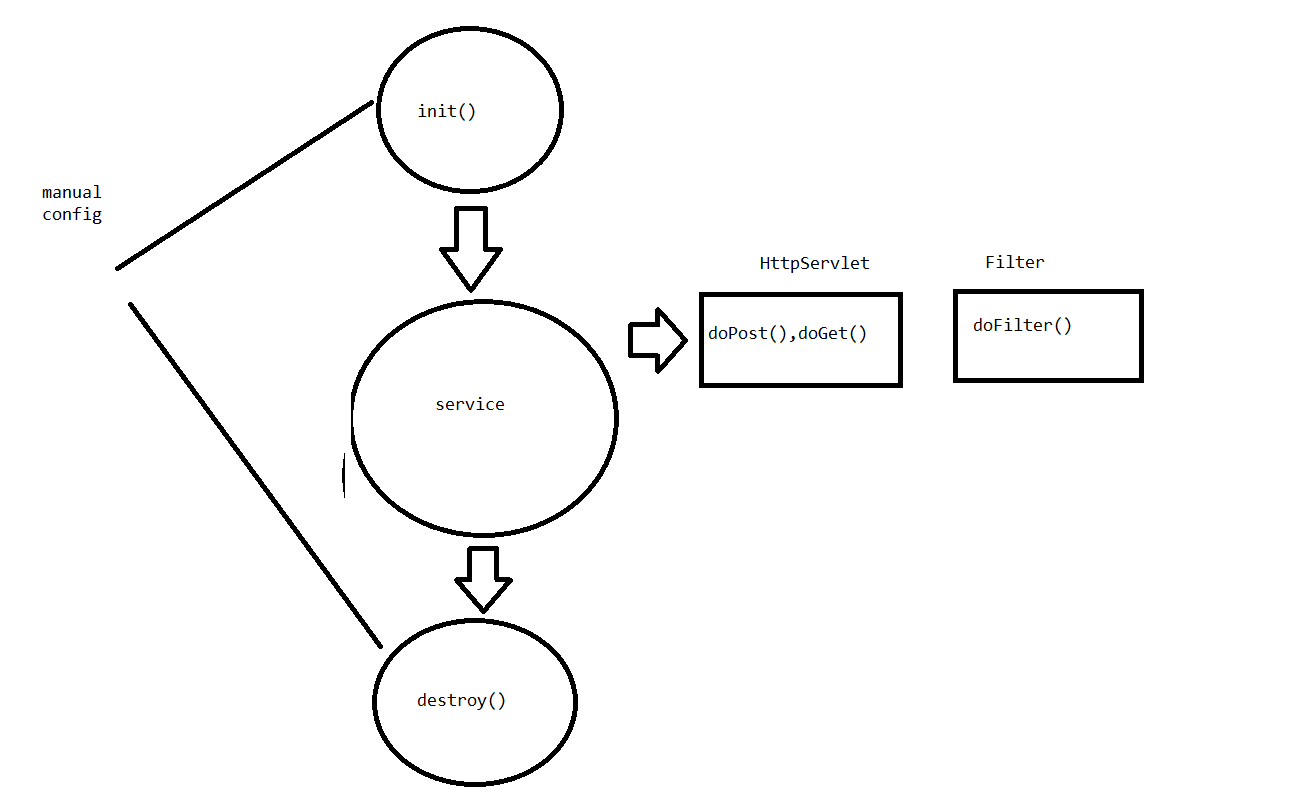 init()
manual
config
HttpServlet
Filter
doPost(),doGet()
doFilter()
service
destroy()